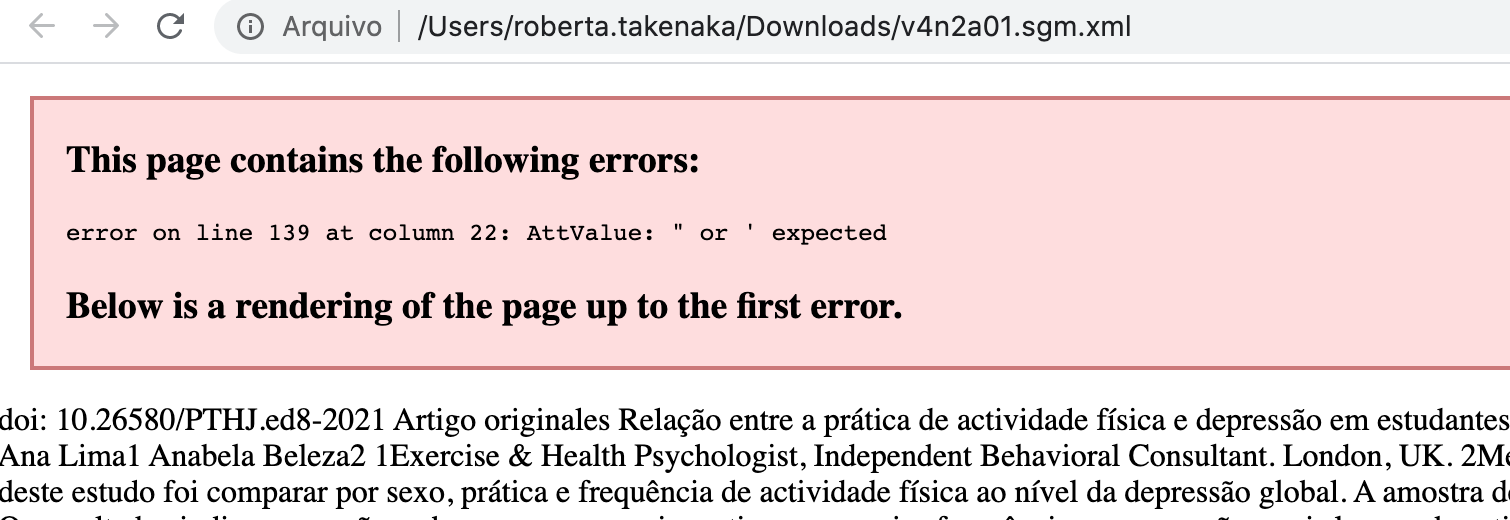 Arquivo | /Users/roberta.takenaka/Downloads/v4n2a01.sgm.xml
This page contains the following errors:
error on line 139 at column 22: AttValue: " or ' expected
Below is a rendering of the page up to the first error.
doi: 10.26580/PTHJ.ed8-2021 Artigo originales Relação entre a prática de actividade física e depressão em estudantes
Ana Lima1 Anabela Beleza2 1Exercise & Health Psychologist, Independent Behavioral Consultant. London, UK. 2Me
deste estudo foi comparar por sexo, prática e frequência de actividade física ao nível da depressão global. A amostra de